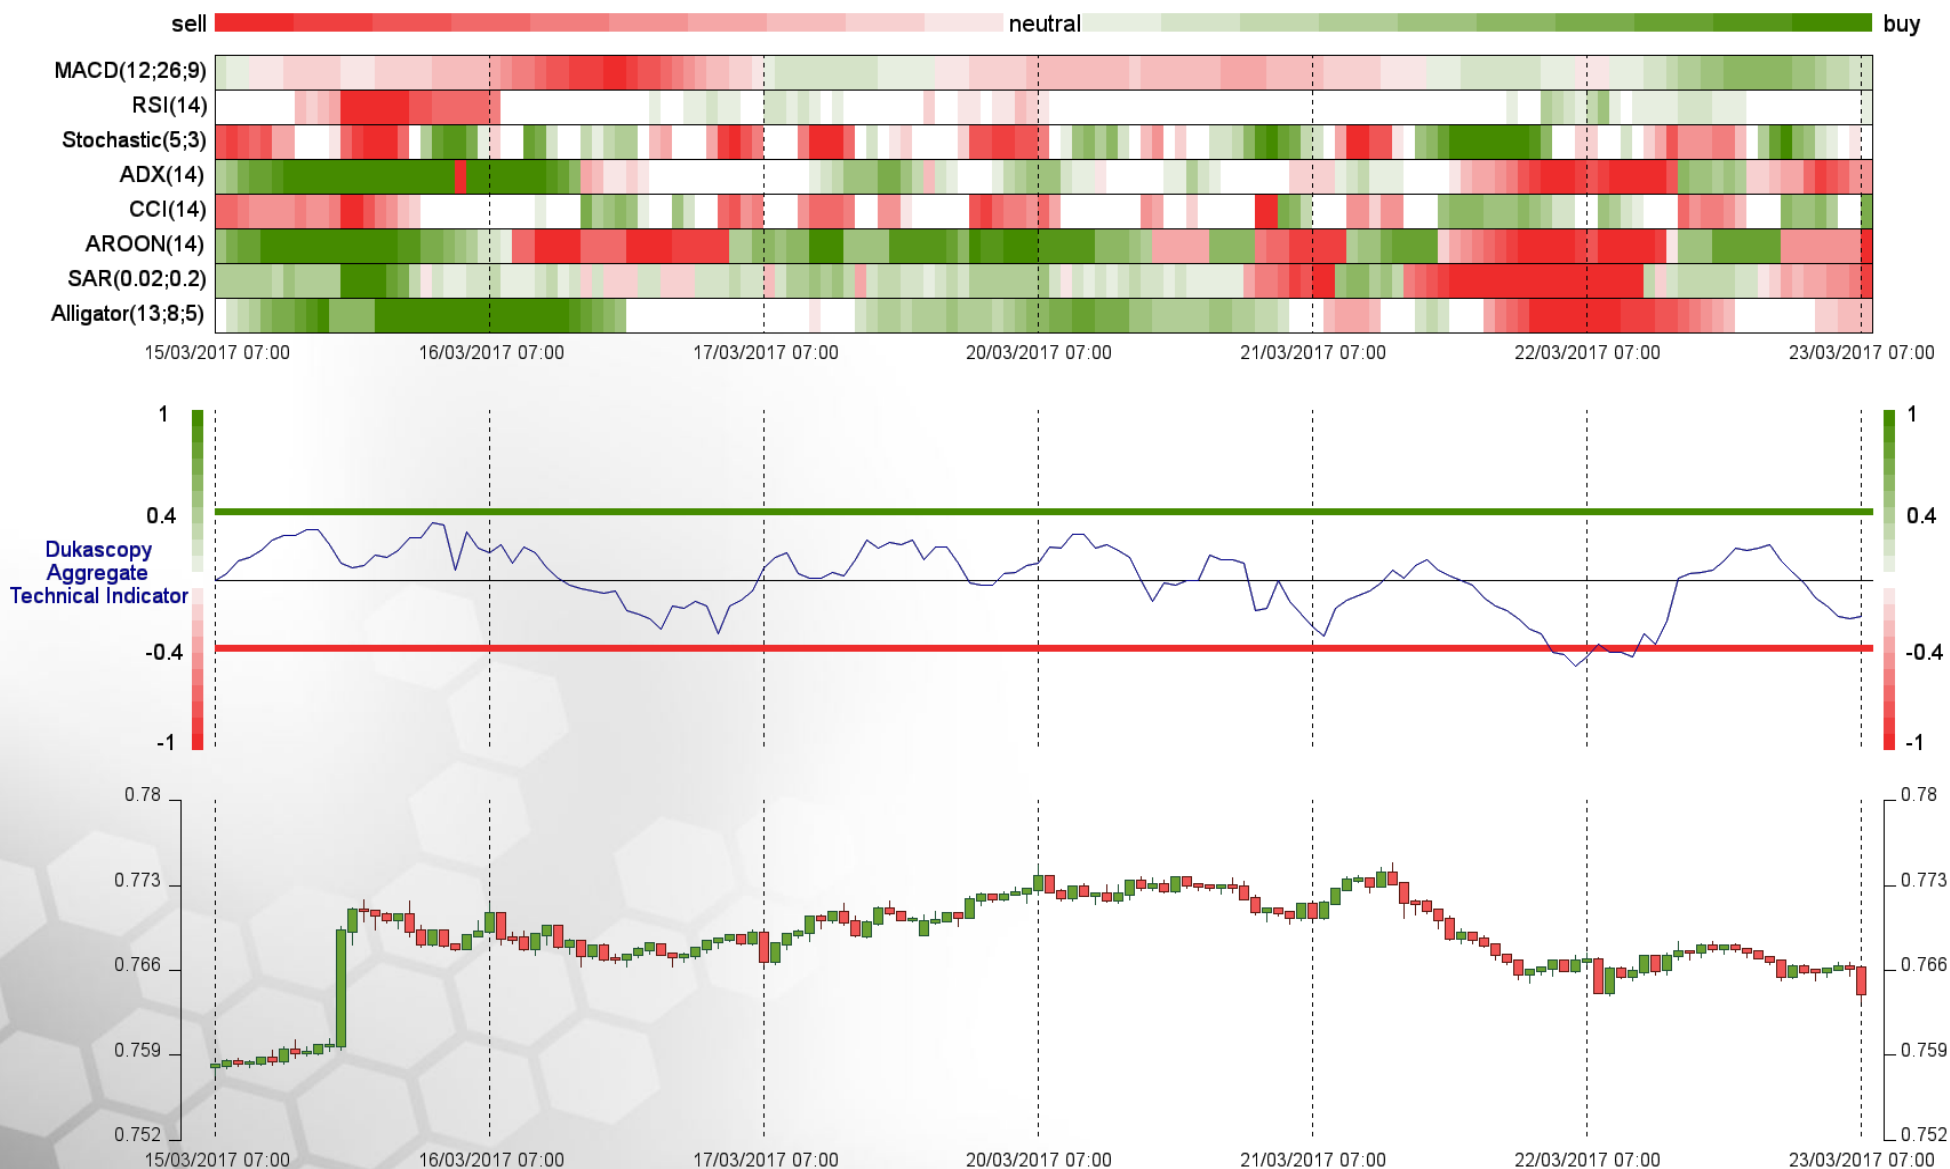 sell neutral buy
MACD(12;26;9)
RSI(14)
Stochastic(5;3)
ADX(14)
CCI(14)
AROON(14)
SAR(0.02;0.2)
Alligator(13;8;5)
15/03/2017 07:00 16/03/2017 07:00 17/03/2017 07:00 20/03/2017 07:00 21/03/2017 07:00 22/03/2017 07:00 23/03/2017 07:00
1 1
0.4 0.4
Dukascopy
Aggregate
Technical Indicator
-0.4 -0.4
-1 -1
0.78 0.78
0.773 0.773
0.766 0.766
0.759 0.759
0.752 0.752
15/03/2017 07:00 16/03/2017 07:00 17/03/2017 07:00 20/03/2017 07:00 21/03/2017 07:00 22/03/2017 07:00 23/03/2017 07:00